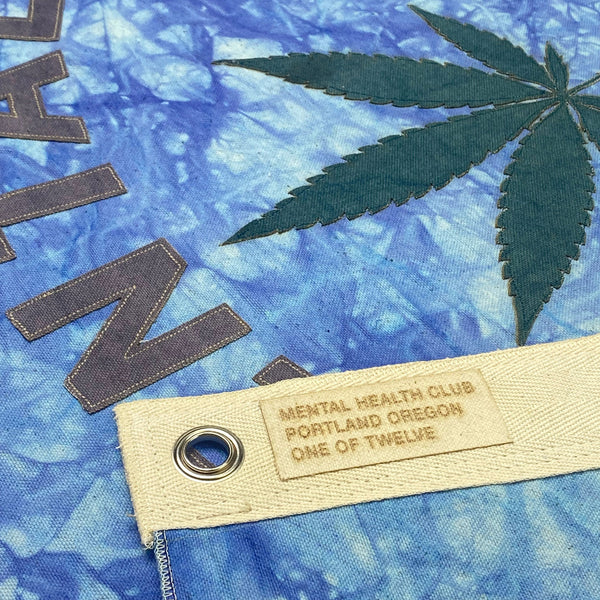 MENTAL HEALTH CLUB
PORTLAND OREGON
ONE OF TWELVE